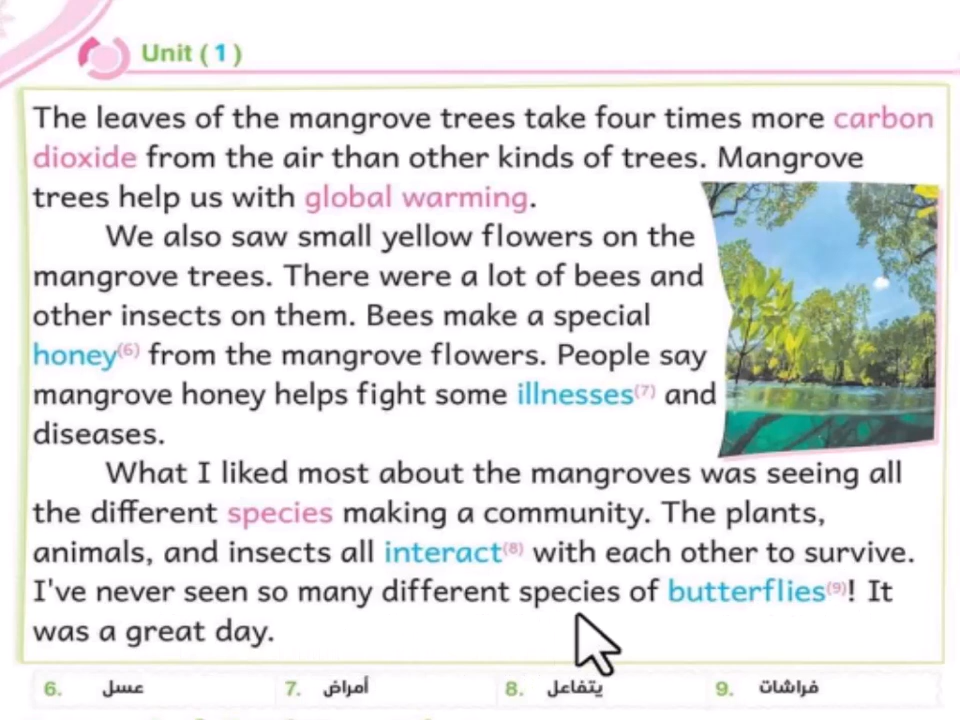 Unit ( 1 )
The leaves of the mangrove trees take four times more carbon
dioxide from the air than other kinds of trees. Mangrove
trees help us with global warming.
We also saw small yellow flowers on the
mangrove trees. There were a lot of bees and
other insects on them. Bees make a special
honey(6) from the mangrove flowers. People say
mangrove honey helps fight some illnesses(7) and
diseases.
What I liked most about the mangroves was seeing all
the different species making a community. The plants,
animals, and insects all interact(8) with each other to survive.
I've never seen so many different species of butterflies(9)! It
was a great day.
6. عسل 7. أمراض 8. يتفاعل 9. فراشات